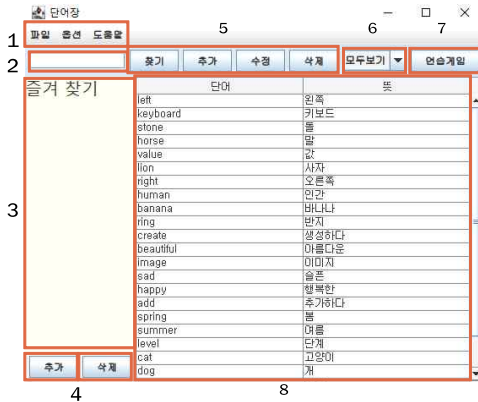 단어장
5 6 7
1 파일 옵션 도움말
2 찾기 추가 수정 삭제 모두보기 연습게임
즐겨 찾기
단어 뜻
left 왼쪽
keyboard 키보드
stone 돌
horse 말
value 값
lion 사자
right 오른쪽
human 인간
3 banana 바나나
ring 반지
create 생성하다
beautiful 아름다운
image 이미지
sad 슬픈
happy 행복한
add 추가하다
spring 봄
summer 여름
level 단계
cat 고양이
dog 개
추가 삭제
4 8